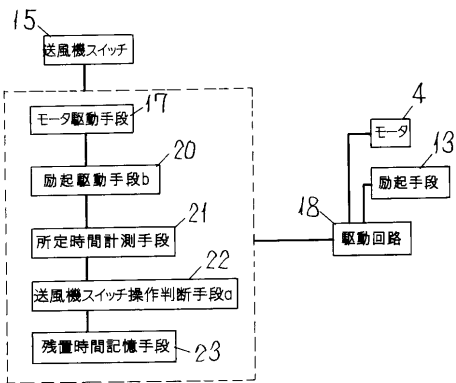 15
送風機スイッチ
モータ駆動手段
17
励起駆動手段b
20
所定時間計測手段
21
送風機スイッチ操作判断手段a
22
残置時間記憶手段
23
4
モータ
13
励起手段
18
駆動回路